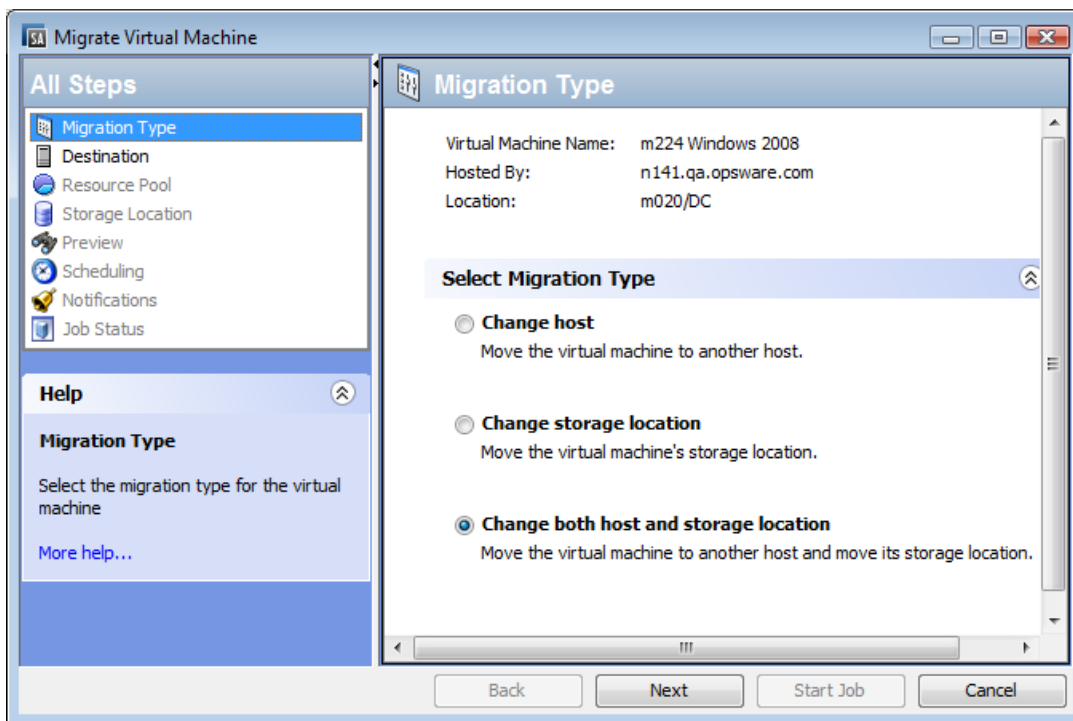 SA Migrate Virtual Machine
All Steps
Migration Type
Destination
Resource Pool
Storage Location
Preview
Scheduling
Notifications
Job Status
Help
Migration Type
Select the migration type for the virtual
machine
More help...
Migration Type
Virtual Machine Name: m224 Windows 2008
Hosted By: n141.qa.opsware.com
Location: m020/DC
Select Migration Type
Change host
Move the virtual machine to another host.
Change storage location
Move the virtual machine's storage location.
Change both host and storage location
Move the virtual machine to another host and move its storage location.
Back Next Start Job Cancel